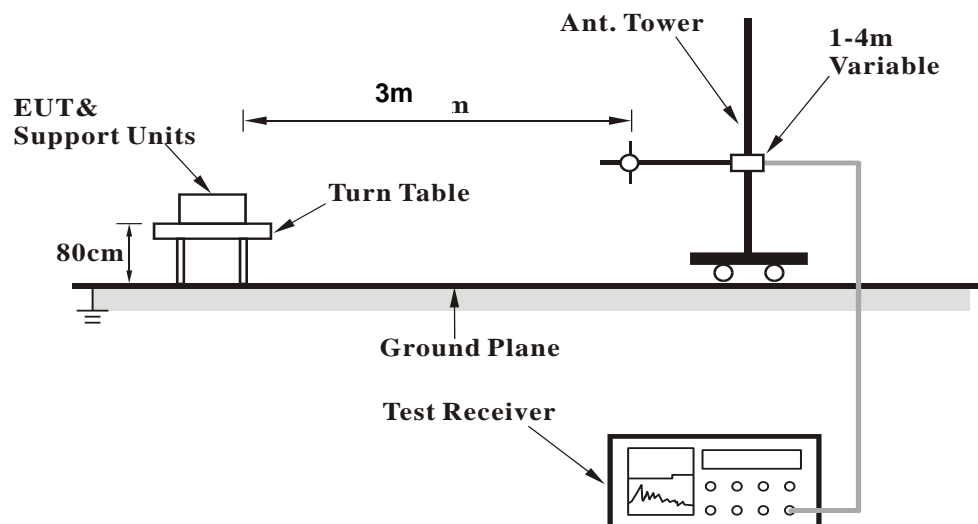 Ant. Tower
1-4m
Variable
3m
EUT&
Support Units
Turn Table
80cm
Ground Plane
Test Receiver